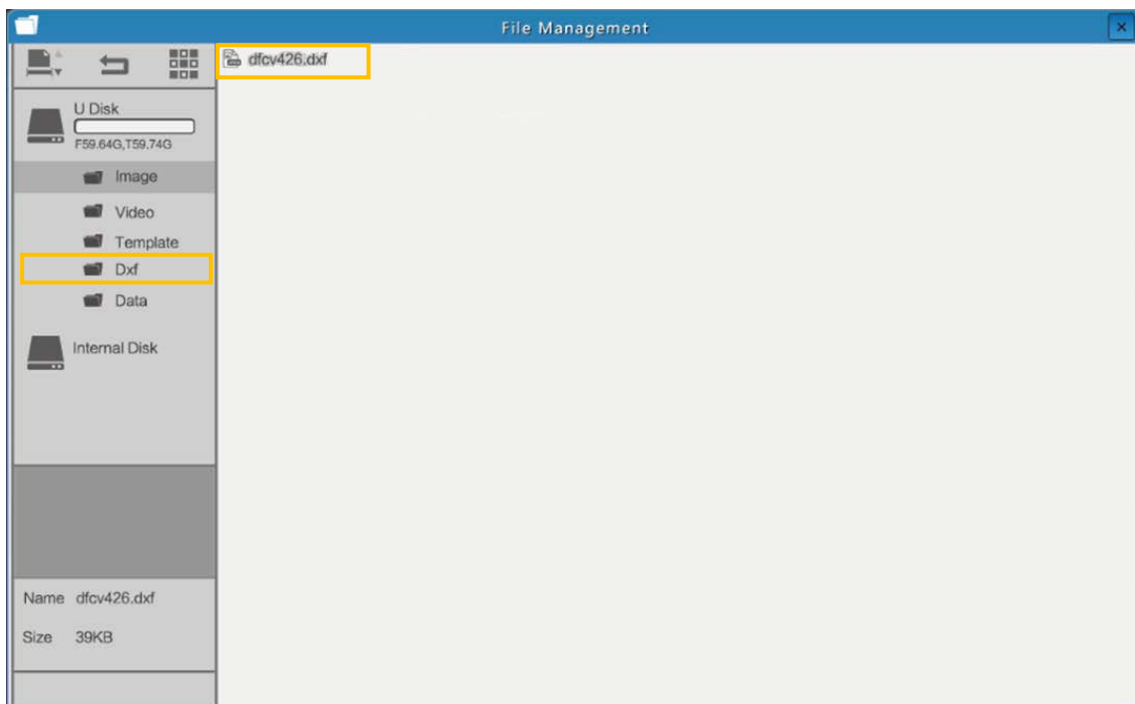 File Management
dfcv426.dxf
U Disk
F59.64G,T59.74G
Image
Video
Template
Dxf
Data
Internal Disk
Name dfcv426.dxf
Size 39KB